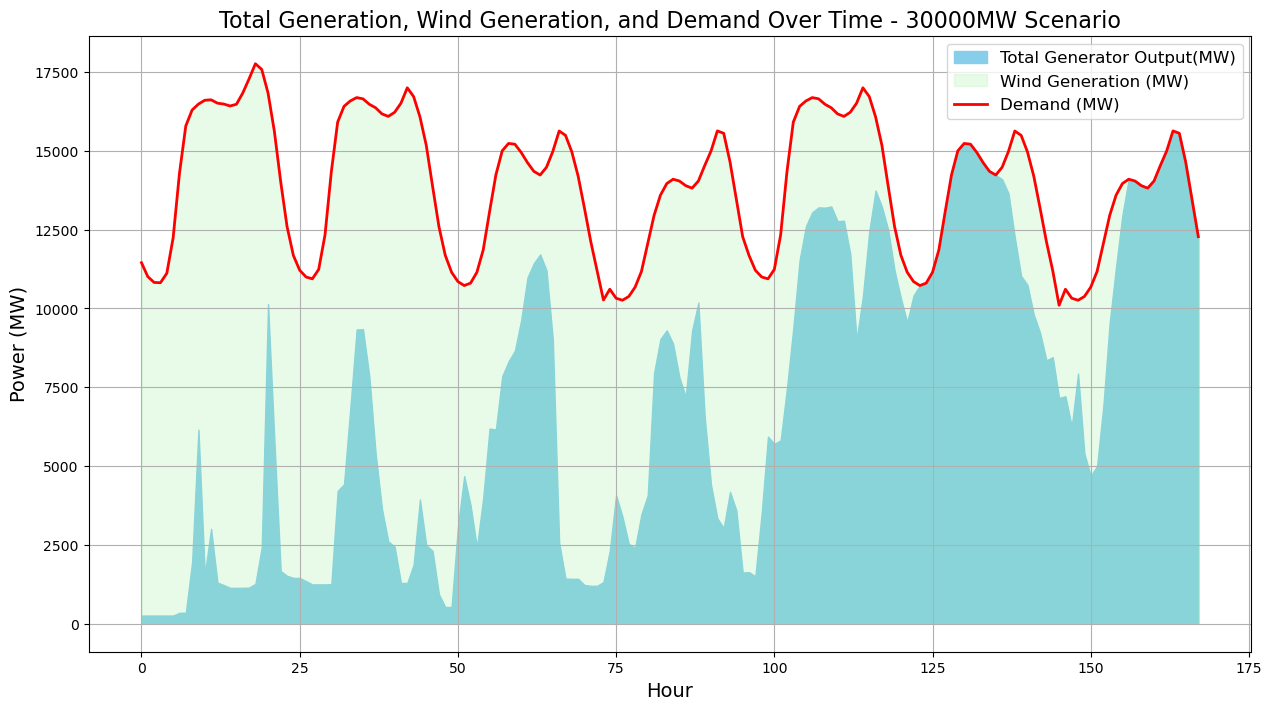 Total Generation, Wind Generation, and Demand Over Time - 30000MW Scenario
Total Generator Output(MW)
Wind Generation (MW)
Demand (MW)
Power (MW)
17500
15000
12500
10000
7500
5000
2500
0
0 25 50 75 100 125 150 175
Hour